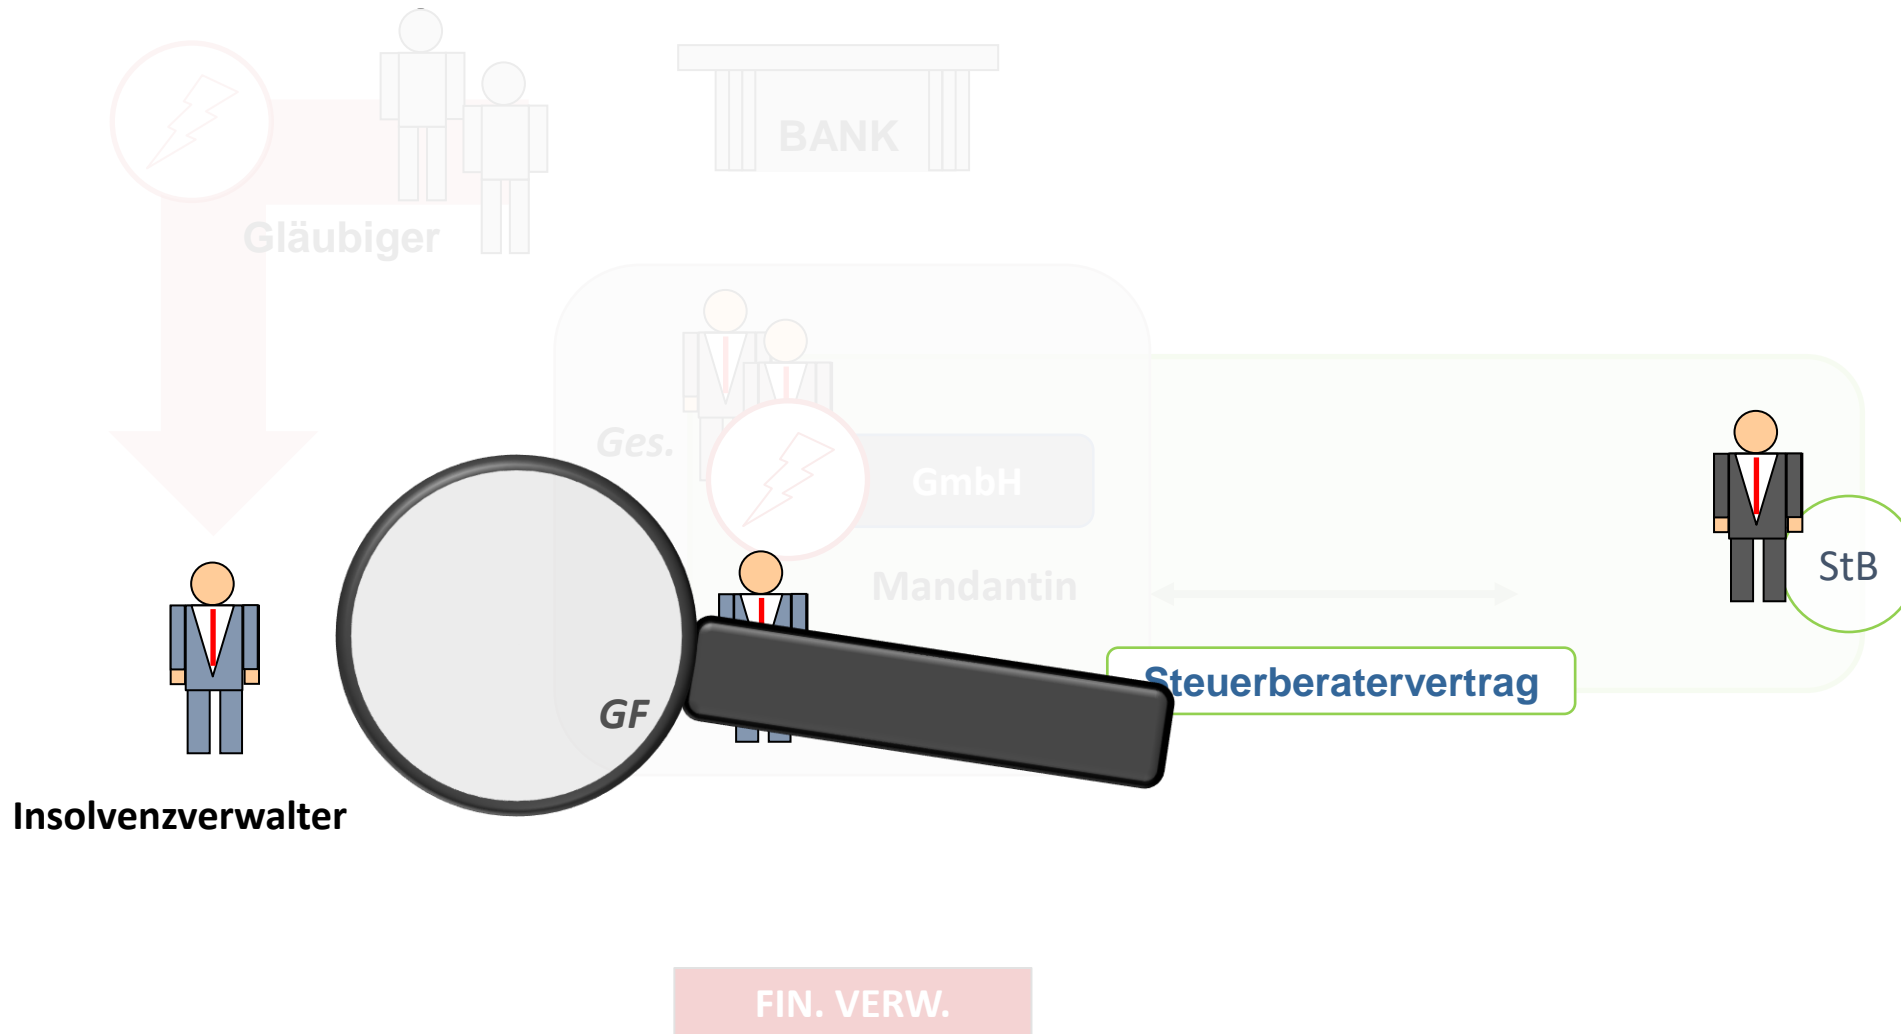 BANK
Gläubiger
Ges.
GmbH
StB
Mandantin
Steuerberatervertrag
GF
Insolvenzverwalter
FIN. VERW.